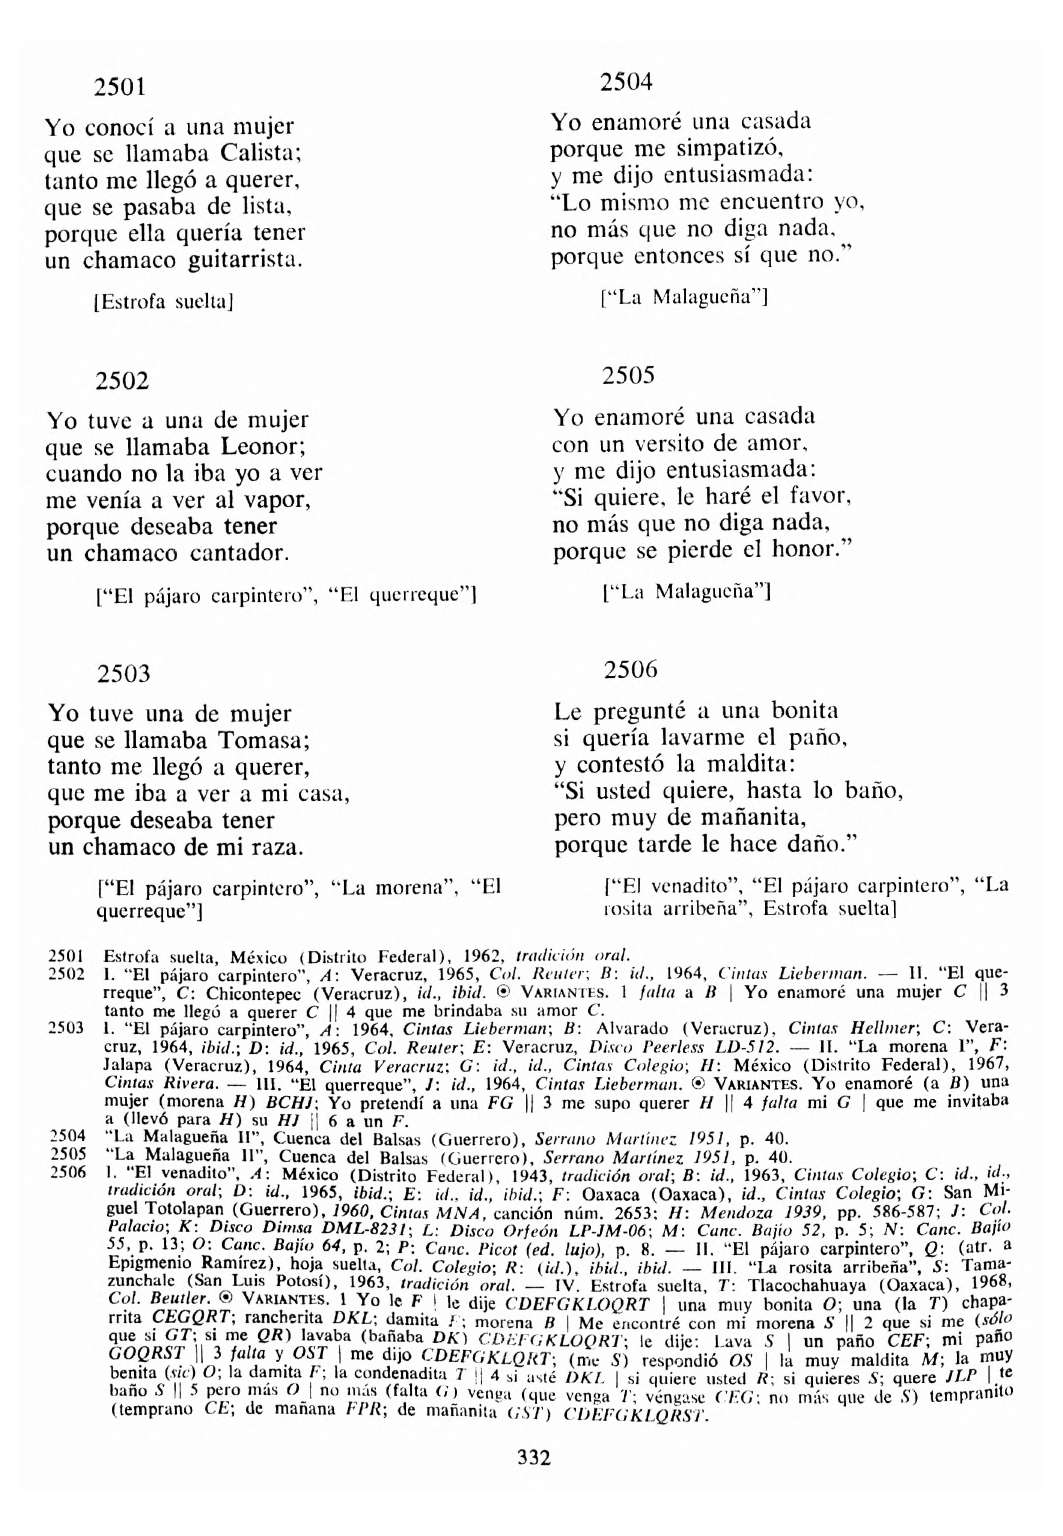 2501
Yo conocí a una mujer
que se llamaba Calista;
tanto me llegó a querer,
que se pasaba de lista,
porque ella quería tener
un chamaco guitarrista.
[Estrofa suelta]
2502
Yo tuve a una de mujer
que se llamaba Leonor;
cuando no la iba yo a ver
me venía a ver al vapor,
porque deseaba tener
un chamaco cantador.
[“El pájaro carpintero”, “El querreque”]
2503
Yo tuve una de mujer
que se llamaba Tomasa;
tanto me llegó a querer,
que me iba a ver a mi casa,
porque deseaba tener
un chamaco de mi raza.
[“El pájaro carpintero”, “La morena”, “El
querreque”]
2504
Yo enamoré una casada
porque me simpatizó,
y me dijo entusiasmada:
“Lo mismo me encuentro yo,
no más que no diga nada,
porque entonces sí que no.”
[“La Malagueña”]
2505
Yo enamoré una casada
con un versito de amor,
y me dijo entusiasmada:
“Si quiere, le haré el favor,
no más que no diga nada,
porque se pierde el honor.”
[“La Malagueña”]
2506
Le pregunté a una bonita
si quería lavarme el paño,
y contestó la maldita:
“Si usted quiere, hasta lo baño,
pero muy de mañanita,
porque tarde le hace daño.”
[“El venadito”, “El pájaro carpintero”, “La
rosita arribeña”, Estrofa suelta]
2501 Estrofa suelta, México (Distrito Federal), 1962, tradición oral.
2502 I. “El pájaro carpintero”, A: Veracruz, 1965, Col. Reuter; B: id., 1964, Cintas Lieberman. — II. “El que-
rreque”, C: Chicontepec (Veracruz), id., ibid. ⊙ VARIANTES. 1 falta a B | Yo enamoré una mujer C || 3
tanto me llegó a querer C || 4 que me brindaba su amor C.
2503 I. “El pájaro carpintero”, A: 1964, Cintas Lieberman; B: Alvarado (Veracruz), Cintas Hellmer; C: Vera-
cruz, 1964, ibid.; D: id., 1965, Col. Reuter; E: Veracruz, Disco Peerless LD-512. — II. “La morena I”, F:
Jalapa (Veracruz), 1964, Cinta Veracruz; G: id., id., Cintas Colegio; H: México (Distrito Federal), 1967,
Cintas Rivera. — III. “El querreque”, J: id., 1964, Cintas Lieberman. ⊙ VARIANTES. Yo enamoré (a B) una
mujer (morena H) BCHJ; Yo pretendí a una FG || 3 me supo querer H || 4 falta mi G | que me invitaba
a (llevó para H) su HJ || 6 a un F.
2504 “La Malagueña II”, Cuenca del Balsas (Guerrero), Serrano Martínez 1951, p. 40.
2505 “La Malagueña II”, Cuenca del Balsas (Guerrero), Serrano Martínez 1951, p. 40.
2506 I. “El venadito”, A: México (Distrito Federal), 1943, tradición oral; B: id., 1963, Cintas Colegio; C: id., id.,
tradición oral; D: id., 1965, ibid.; E: id., id., ibid.; F: Oaxaca (Oaxaca), id., Cintas Colegio; G: San Mi-
guel Totolapan (Guerrero), 1960, Cintas MNA, canción núm. 2653; H: Mendoza 1939, pp. 586-587; J: Col.
Palacio; K: Disco Dimsa DML-8231; L: Disco Orfeón LP-JM-06; M: Canc. Bajío 52, p. 5; N: Canc. Bajío
55, p. 13; O: Canc. Bajío 64, p. 2; P: Canc. Picot (ed. lujo), p. 8. — II. “El pájaro carpintero”, Q: (atr. a
Epigmenio Ramírez), hoja suelta, Col. Colegio; R: (id.), ibid., ibid. — III. “La rosita arribeña”, S: Tama-
zunchale (San Luis Potosí), 1963, tradición oral. — IV. Estrofa suelta, T: Tlacochahuaya (Oaxaca), 1968,
Col. Beutler. ⊙ VARIANTES. 1 Yo le F | le dije CDEFGKLOQRT | una muy bonita O; una (la T) chapa-
rrita CEGQRT; rancherita DKL; damita F; morena B | Me encontré con mi morena S || 2 que si me (sólo
que si GT; si me QR) lavaba (bañaba DK) CDEFGKLOQRT; le dije: Lava S | un paño CEF; mi paño
GOQRST || 3 falta y OST | me dijo CDEFGKLQRT; (me S) respondió OS | la muy maldita M; la muy
benita (sic) O; la damita F; la condenadita T || 4 si asté DKL | si quiere usted R; si quieres S; quere JLP | te
baño S || 5 pero más O | no más (falta G) venga (que venga T; véngase CEG; no más que de S) tempranito
(temprano CE; de mañana FPR; de mañanita GST) CDEFGKLQRST.
332